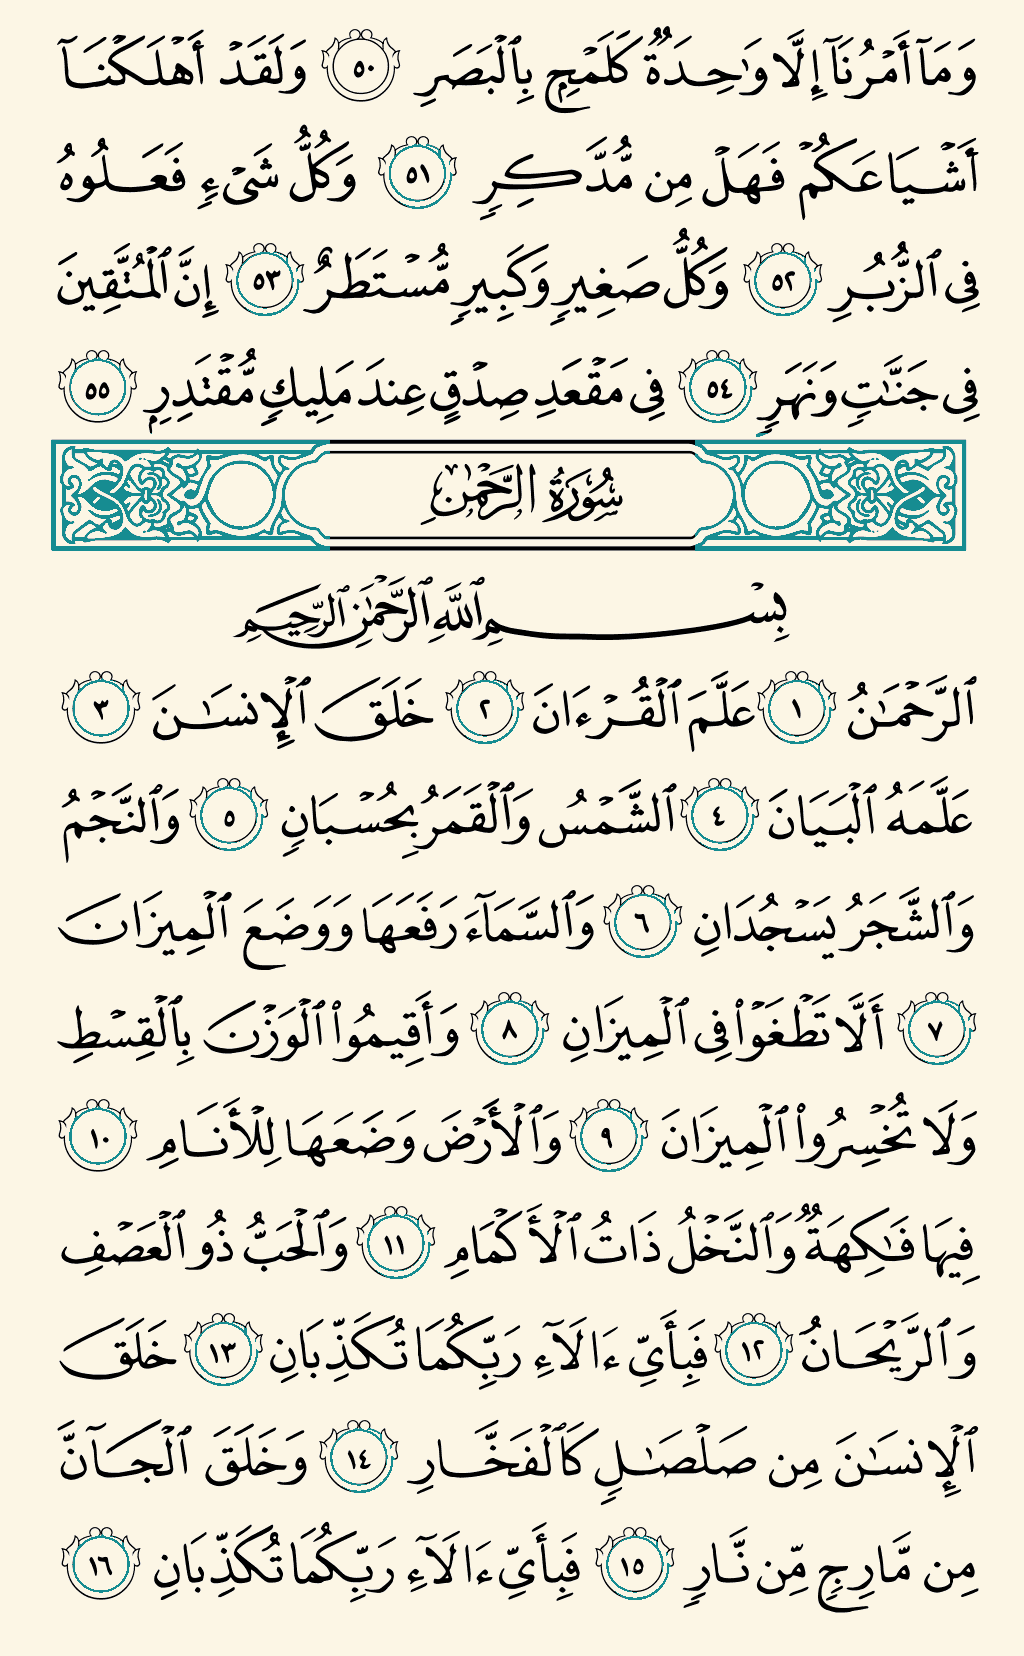 وَمَآ أَمْرُنَآ إِلَّا وَٰحِدَةٌ كَلَمْحٍۭ بِٱلْبَصَرِ ٥٠ وَلَقَدْ أَهْلَكْنَآ
أَشْيَاعَكُمْ فَهَلْ مِن مُّدَّكِرٍ ٥١ وَكُلُّ شَىْءٍ فَعَلُوهُ
فِى ٱلزُّبُرِ ٥٢ وَكُلُّ صَغِيرٍ وَكَبِيرٍ مُّسْتَطَرٌ ٥٣ إِنَّ ٱلْمُتَّقِينَ
فِى جَنَّٰتٍ وَنَهَرٍ ٥٤ فِى مَقْعَدِ صِدْقٍ عِندَ مَلِيكٍ مُّقْتَدِرٍۭ ٥٥
سُورَةُ الرَّحْمَٰن
بِسْمِ ٱللَّهِ ٱلرَّحْمَٰنِ ٱلرَّحِيمِ
ٱلرَّحْمَٰنُ ١ عَلَّمَ ٱلْقُرْءَانَ ٢ خَلَقَ ٱلْإِنسَٰنَ ٣
عَلَّمَهُ ٱلْبَيَانَ ٤ ٱلشَّمْسُ وَٱلْقَمَرُ بِحُسْبَانٍ ٥ وَٱلنَّجْمُ
وَٱلشَّجَرُ يَسْجُدَانِ ٦ وَٱلسَّمَآءَ رَفَعَهَا وَوَضَعَ ٱلْمِيزَانَ
٧ أَلَّا تَطْغَوْا۟ فِى ٱلْمِيزَانِ ٨ وَأَقِيمُوا۟ ٱلْوَزْنَ بِٱلْقِسْطِ
وَلَا تُخْسِرُوا۟ ٱلْمِيزَانَ ٩ وَٱلْأَرْضَ وَضَعَهَا لِلْأَنَامِ ١٠
فِيهَا فَٰكِهَةٌ وَٱلنَّخْلُ ذَاتُ ٱلْأَكْمَامِ ١١ وَٱلْحَبُّ ذُو ٱلْعَصْفِ
وَٱلرَّيْحَانُ ١٢ فَبِأَىِّ ءَالَآءِ رَبِّكُمَا تُكَذِّبَانِ ١٣ خَلَقَ
ٱلْإِنسَٰنَ مِن صَلْصَٰلٍ كَٱلْفَخَّارِ ١٤ وَخَلَقَ ٱلْجَآنَّ
مِن مَّارِجٍ مِّن نَّارٍ ١٥ فَبِأَىِّ ءَالَآءِ رَبِّكُمَا تُكَذِّبَانِ ١٦